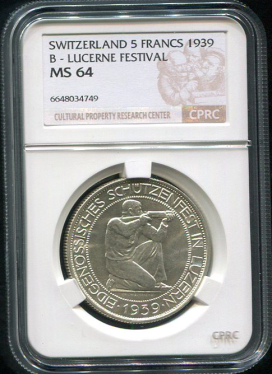 SWITZERLAND 5 FRANCS 1939
B - LUCERNE FESTIVAL
MS 64
6648034749
CULTURAL PROPERTY RESEARCH CENTER
CPRC
EIDGENÖSSISCHES SCHÜTZENFEST IN LUZERN
·1939·
CPRC